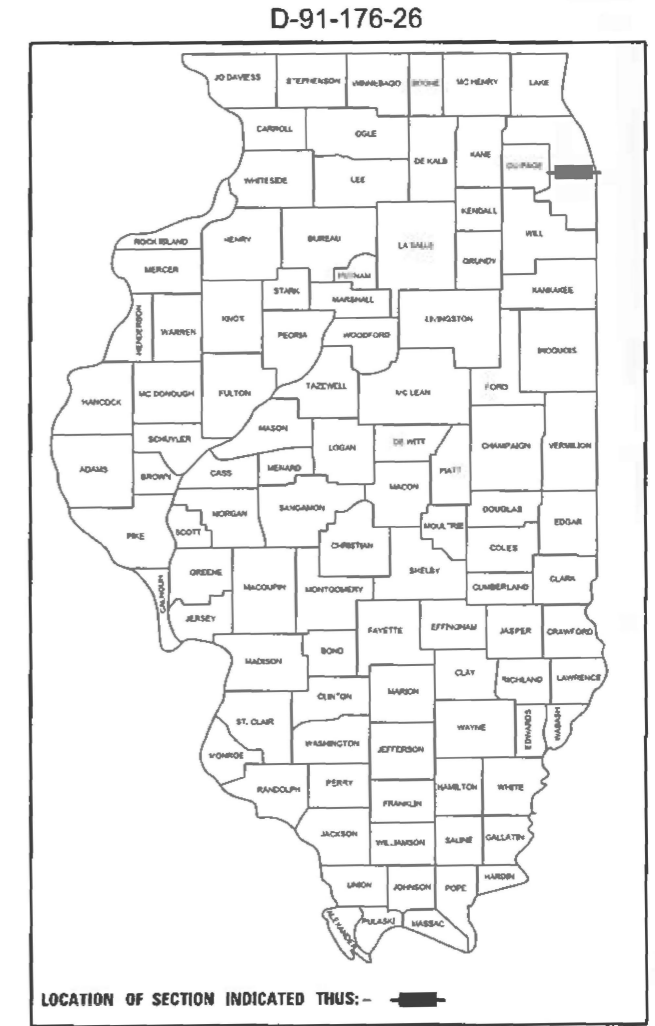 D-91-176-26
JO DAVIESS STEPHENSON WINNEBAGO BOONE MC HENRY LAKE
CARROLL OGLE
DE KALB KANE
DU PAGE
WHITESIDE LEE
KENDALL
WILL
ROCK ISLAND HENRY BUREAU LA SALLE
GRUNDY
MERCER
PUTNAM
KANKAKEE
STARK
MARSHALL
HENDERSON WARREN KNOX
PEORIA WOODFORD LIVINGSTON
IROQUOIS
TAZEWELL
HANCOCK MC DONOUGH FULTON MC LEAN FORD
MASON
SCHUYLER
LOGAN DE WITT CHAMPAIGN VERMILION
ADAMS BROWN CASS MENARD
PIATT
MACON
MORGAN SANGAMON
DOUGLAS
PIKE SCOTT MOULTRIE EDGAR
CHRISTIAN COLES
GREENE SHELBY
CALHOUN MACOUPIN MONTGOMERY CUMBERLAND CLARK
JERSEY
FAYETTE EFFINGHAM JASPER CRAWFORD
MADISON BOND
CLAY RICHLAND LAWRENCE
CLINTON MARION
ST. CLAIR WAYNE EDWARDS WABASH
WASHINGTON JEFFERSON
MONROE
RANDOLPH PERRY HAMILTON WHITE
FRANKLIN
JACKSON WILLIAMSON SALINE GALLATIN
UNION JOHNSON POPE HARDIN
ALEXANDER PULASKI MASSAC
LOCATION OF SECTION INDICATED THUS:-